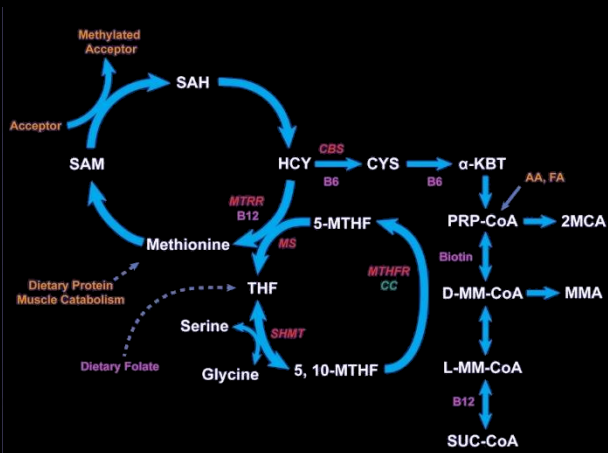 Methylated
Acceptor
SAH
Acceptor
SAM
HCY
CBS
B6
CYS
B6
α-KBT
AA, FA
MTRR
B12
5-MTHF
PRP-CoA
2MCA
Methionine
MS
Biotin
MTHFR
CC
Dietary Protein
Muscle Catabolism
THF
D-MM-CoA
MMA
Serine
SHMT
Dietary Folate
Glycine
5, 10-MTHF
L-MM-CoA
B12
SUC-CoA